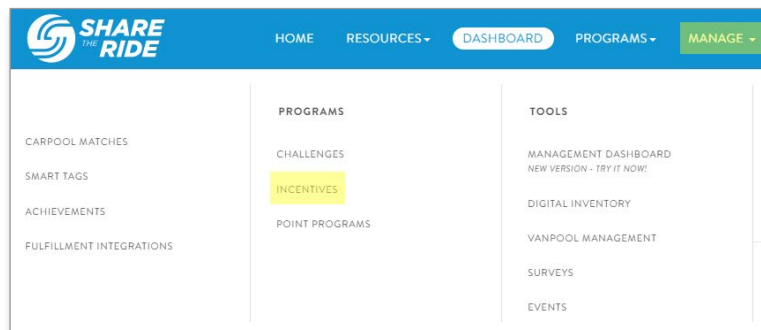 SHARE
THE RIDE
HOME RESOURCES DASHBOARD PROGRAMS MANAGE
CARPOOL MATCHES
SMART TAGS
ACHIEVEMENTS
FULFILLMENT INTEGRATIONS
PROGRAMS
CHALLENGES
INCENTIVES
POINT PROGRAMS
TOOLS
MANAGEMENT DASHBOARD
NEW VERSION - TRY IT NOW!
DIGITAL INVENTORY
VANPOOL MANAGEMENT
SURVEYS
EVENTS